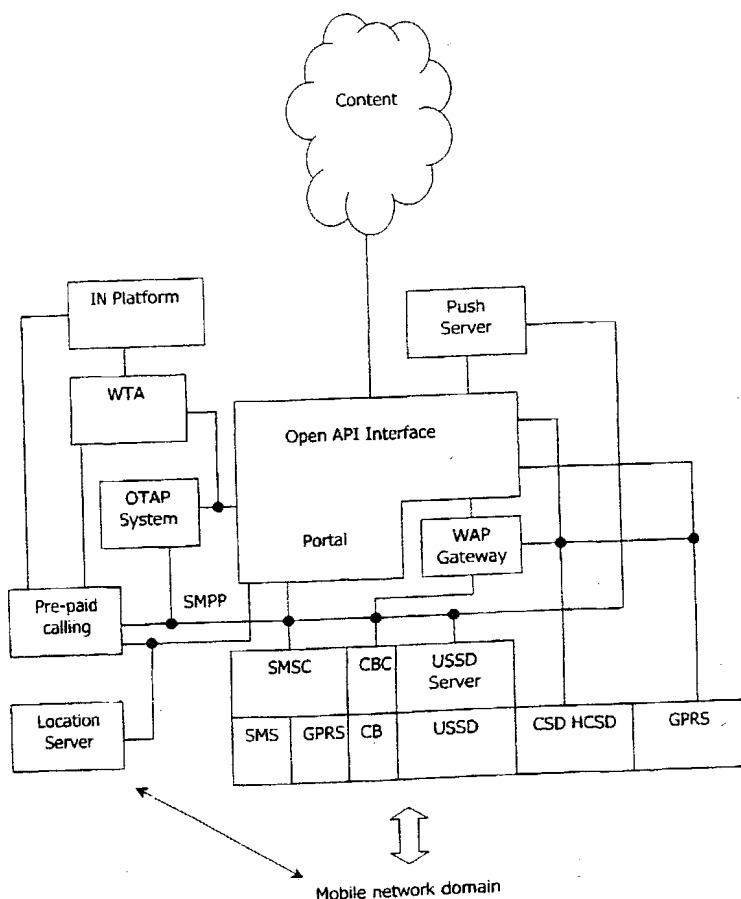 Content
IN Platform
Push
Server
WTA
Open API Interface
OTAP
System
Portal
WAP
Gateway
SMPP
Pre-paid
calling
SMSC
CBC
USSD
Server
Location
Server
SMS
GPRS
CB
USSD
CSD HCSD
GPRS
Mobile network domain